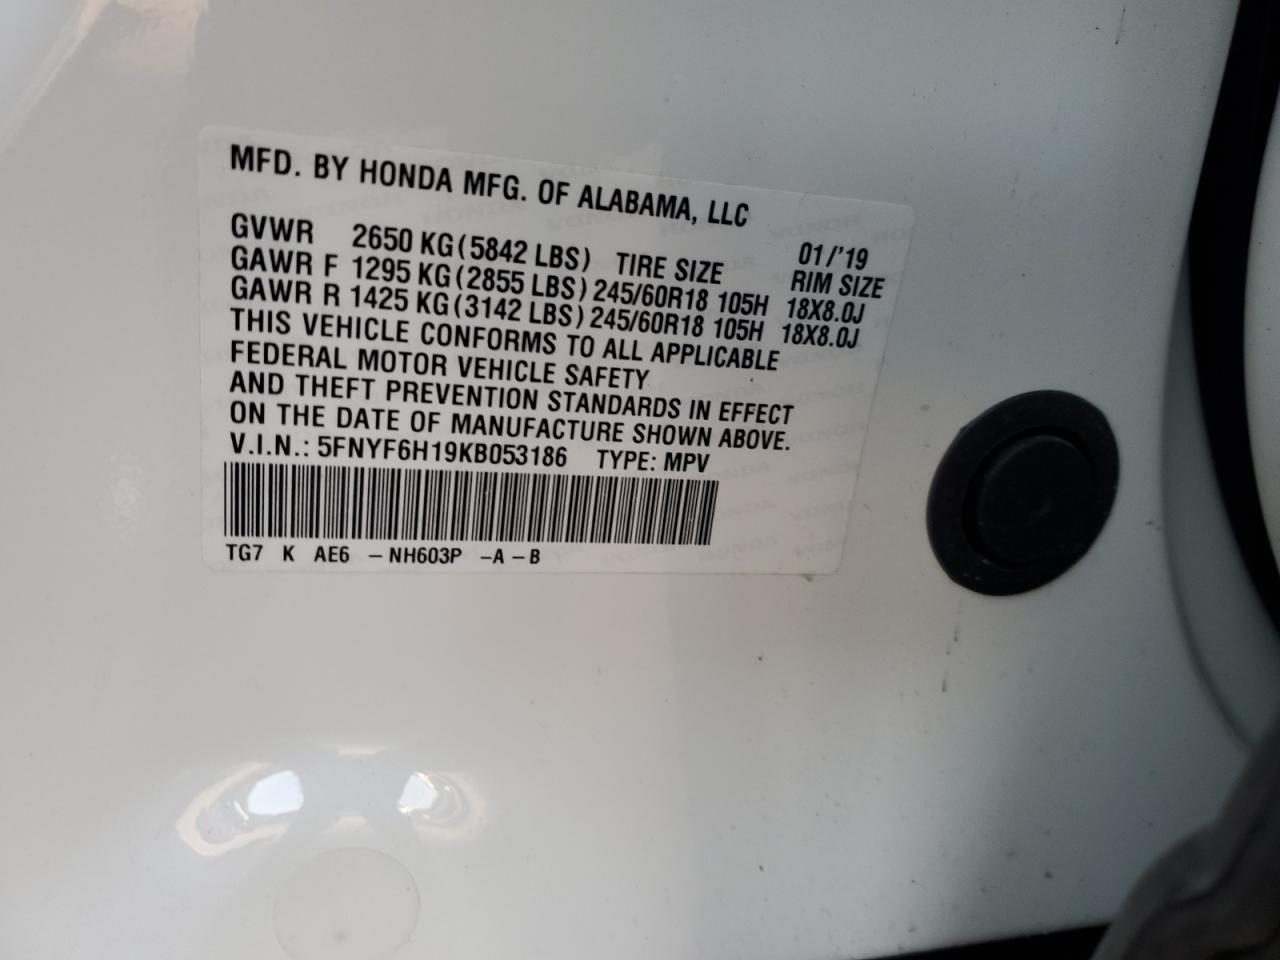 MFD. BY HONDA MFG. OF ALABAMA, LLC
01/'19
GVWR 2650 KG(5842 LBS) TIRE SIZE RIM SIZE
GAWR F 1295 KG(2855 LBS) 245/60R18 105H 18X8.0J
GAWR R 1425 KG(3142 LBS) 245/60R18 105H 18X8.0J
THIS VEHICLE CONFORMS TO ALL APPLICABLE
FEDERAL MOTOR VEHICLE SAFETY
AND THEFT PREVENTION STANDARDS IN EFFECT
ON THE DATE OF MANUFACTURE SHOWN ABOVE.
V.I.N.: 5FNYF6H19KB053186 TYPE: MPV
TG7 K AE6 -NH603P -A-B